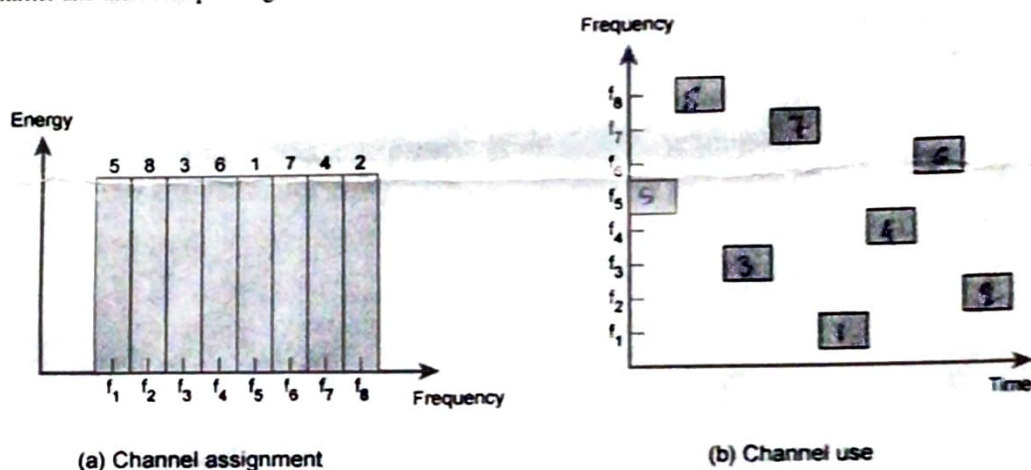 Frequency
f8
f7
f6
f5
f4
f3
f2
f1
8
7
6
5
4
3
2
1
Time
Energy
5 8 3 6 1 7 4 2
f1 f2 f3 f4 f5 f6 f7 f8
Frequency
(a) Channel assignment
(b) Channel use